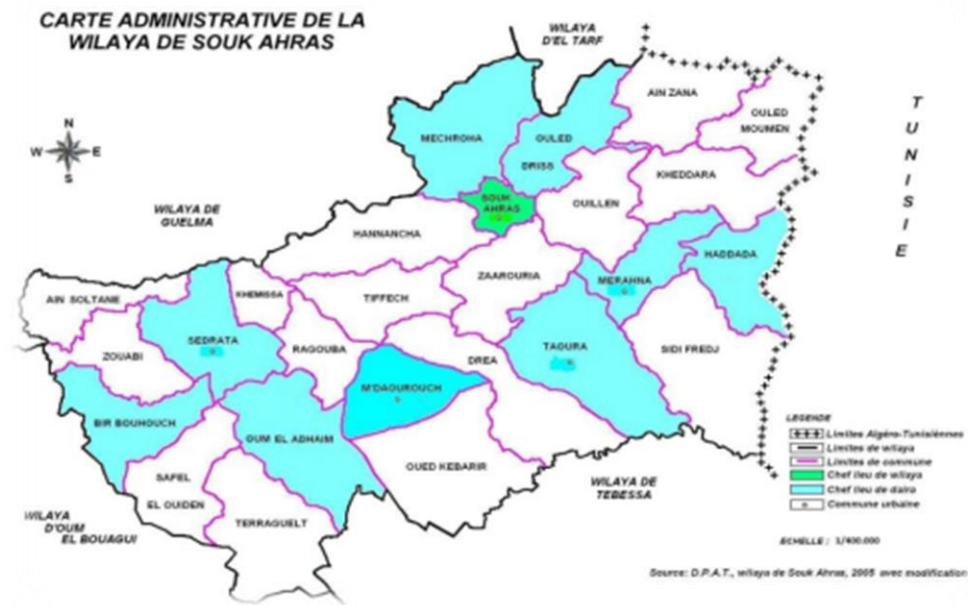 CARTE ADMINISTRATIVE DE LA
WILAYA DE SOUK AHRAS
WILAYA
D'EL TARF
N
W
E
S
AIN ZANA
OULED
MOUMEN
MECHROHA
OULED
DRISS
TUNISIE
KHEDDARA
SOUK
AHRAS
OUILLEN
WILAYA DE
GUELMA
HANNANCHA
HADDADA
ZAAROURIA
MERAHNA
AIN SOLTANE
KHEMISSA
TIFFECH
SEDRATA
RAGOUBA
TAOURA
SIDI FREDJ
ZOUABI
DREA
M'DAOUROUCH
BIR BOUHOUCH
OUM EL ADHAIM
OUED KEBARIR
SAFEL
EL OUIDEN
TERRAGUELT
WILAYA DE
TEBESSA
WILAYA
D'OUM
EL BOUAGUI
LEGENDE
Limites Algéro-Tunisiènnes
Limites de wilaya
Limites de commune
Chef lieu de wilaya
Chef lieu de daira
Commune urbaine
ECHELLE : 1/400.000
Source: D.P.A.T., wilaya de Souk Ahras, 2005 avec modification